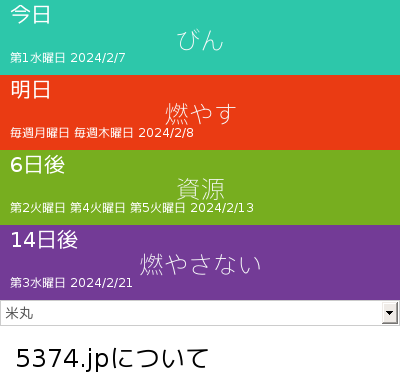 今日
びん
第1水曜日 2024/2/7
明日
燃やす
毎週月曜日 毎週木曜日 2024/2/8
6日後
資源
第2火曜日 第4火曜日 第5火曜日 2024/2/13
14日後
燃やさない
第3水曜日 2024/2/21
米丸
5374.jpについて